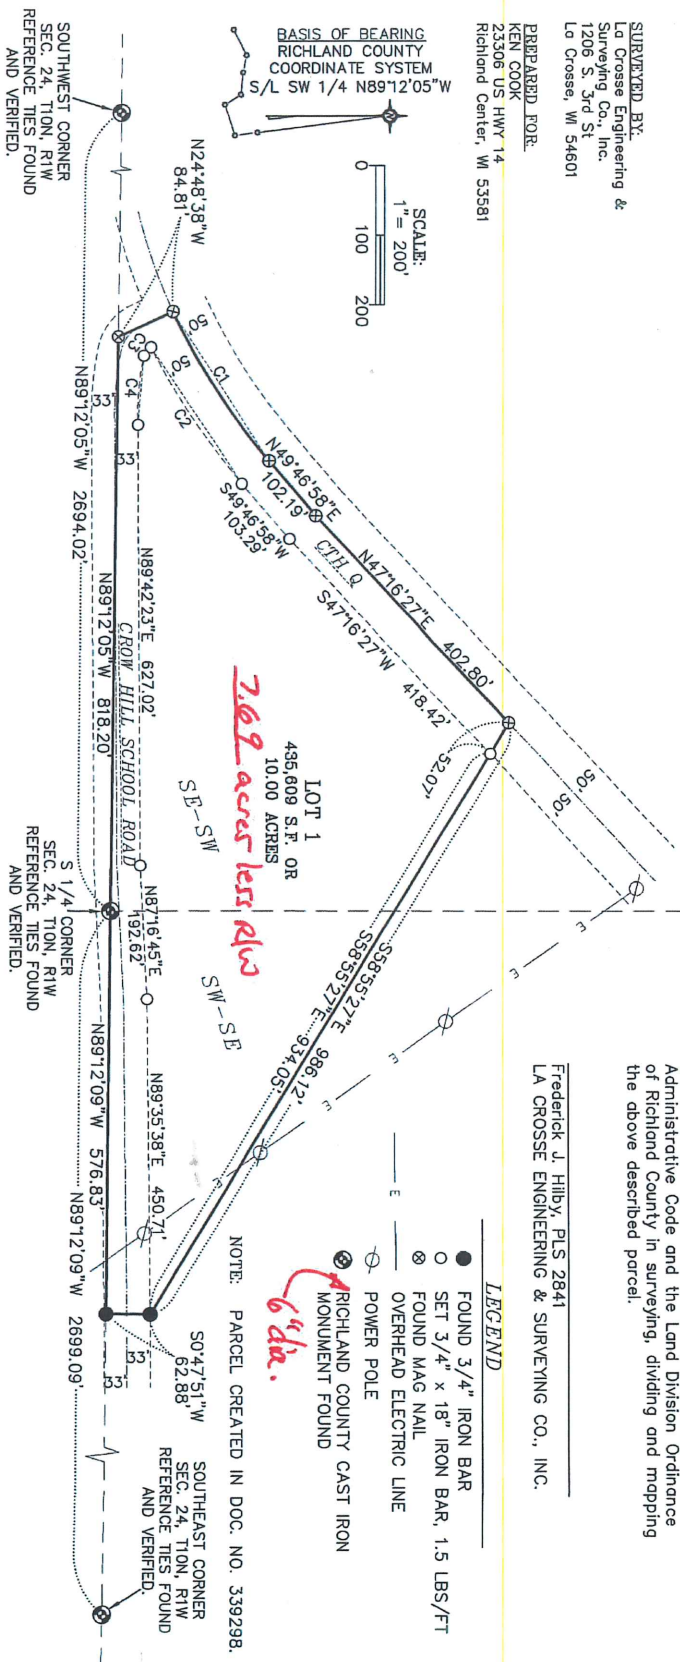 SURVEYED BY:
La Crosse Engineering &
Surveying Co., Inc.
1206 S. 3rd St
La Crosse, WI 54601
PREPARED FOR:
KEN COOK
23306 US HWY 14
Richland Center, WI 53581
BASIS OF BEARING
RICHLAND COUNTY
COORDINATE SYSTEM
S/L SW 1/4 N89°12'05"W
N
SCALE:
1"= 200'
0 100 200
Administrative Code and the Land Division Ordinance
of Richland County in surveying, dividing and mapping
the above described parcel.
Frederick J. Hilby, PLS 2841
LA CROSSE ENGINEERING & SURVEYING CO., INC.
LEGEND
FOUND 3/4" IRON BAR
SET 3/4" x 18" IRON BAR, 1.5 LBS/FT
FOUND MAG NAIL
E OVERHEAD ELECTRIC LINE
POWER POLE
RICHLAND COUNTY CAST IRON
MONUMENT FOUND
6" dia.
NOTE: PARCEL CREATED IN DOC. NO. 339298.
N24°48'38"W
84.81'
50'
50'
C1
C2
C3
C4
N49°46'58"E
102.19'
S49°46'58"W
103.29'
CTH Q
N47°16'27"E 402.80'
S47°16'27"W 418.42'
52.07'
50'
50'
S58°55'27"E 986.12'
S58°55'27"E 934.05'
E
E
E
E
LOT 1
435,609 S.F. OR
10.00 ACRES
7.69 acres less R/W
SE-SW
SW-SE
33'
33'
N89°42'23"E 627.02'
CROW HILL SCHOOL ROAD
N87°16'45"E
192.62'
N89°35'38"E 450.71'
N89°12'05"W 818.20'
N89°12'05"W 2694.02'
N89°12'09"W 576.83'
N89°12'09"W 2699.09'
S0°47'51"W
62.88'
33'
33'
SOUTHWEST CORNER
SEC. 24, T10N, R1W
REFERENCE TIES FOUND
AND VERIFIED.
S 1/4 CORNER
SEC. 24, T10N, R1W
REFERENCE TIES FOUND
AND VERIFIED.
SOUTHEAST CORNER
SEC. 24, T10N, R1W
REFERENCE TIES FOUND
AND VERIFIED.